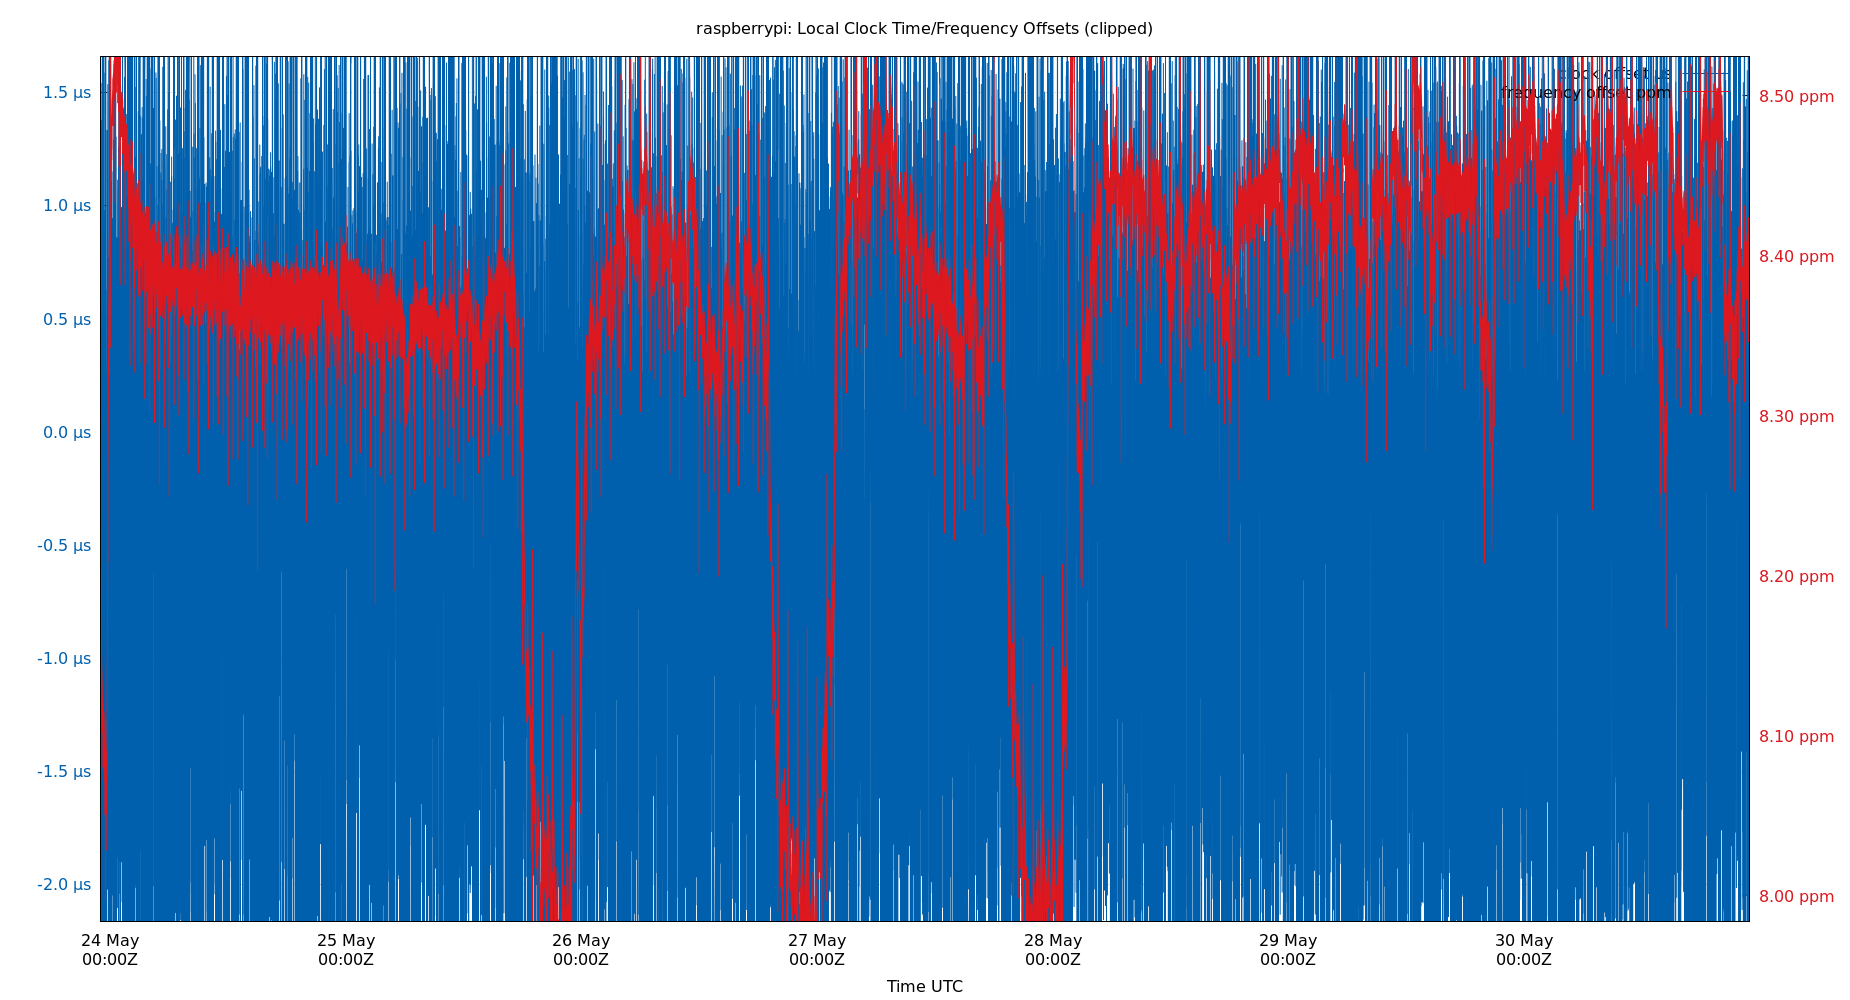 raspberrypi: Local Clock Time/Frequency Offsets (clipped)
clock offset µs
frequency offset ppm
1.5 µs
1.0 µs
0.5 µs
0.0 µs
-0.5 µs
-1.0 µs
-1.5 µs
-2.0 µs
8.50 ppm
8.40 ppm
8.30 ppm
8.20 ppm
8.10 ppm
8.00 ppm
24 May
00:00Z
25 May
00:00Z
26 May
00:00Z
27 May
00:00Z
28 May
00:00Z
29 May
00:00Z
30 May
00:00Z
Time UTC